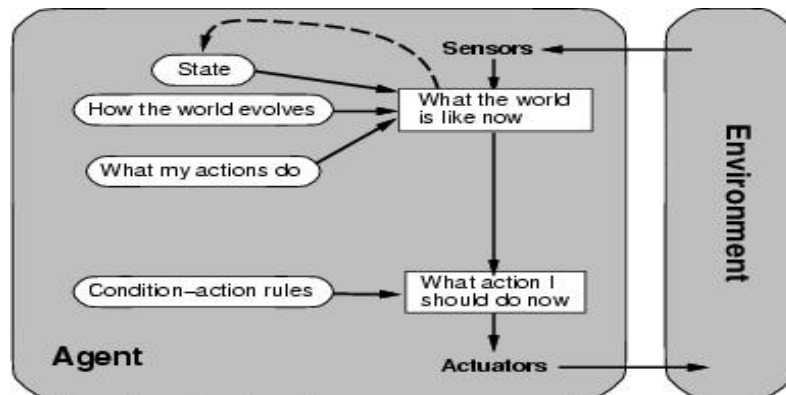 Sensors
State
How the world evolves
What the world
is like now
What my actions do
Condition–action rules
What action I
should do now
Agent
Actuators
Environment